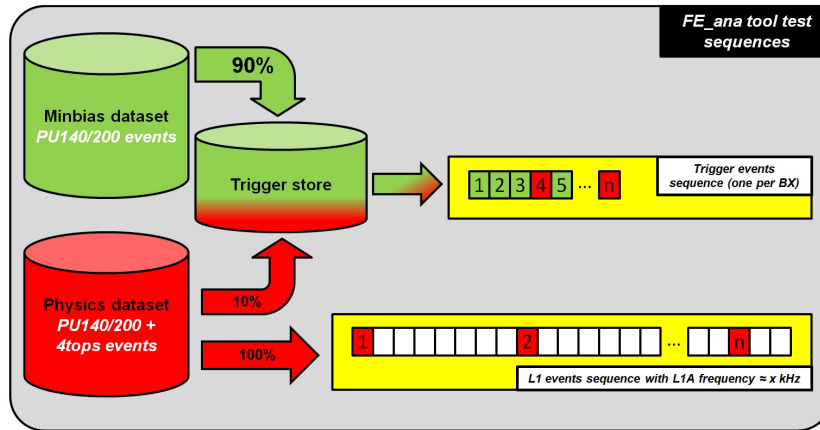 FE_ana tool test
sequences
90%
Minbias dataset
PU140/200 events
Trigger store
1 2 3 4 5 ... n
Trigger events
sequence (one per BX)
Physics dataset
PU140/200 +
4tops events
10%
100%
1 2 ... n
L1 events sequence with L1A frequency ≈ x kHz